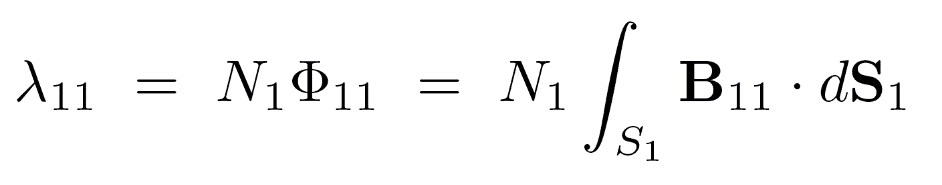 λ₁₁ = N₁Φ₁₁ = N₁ ∫_{S₁} 𝐁₁₁ · d𝐒₁